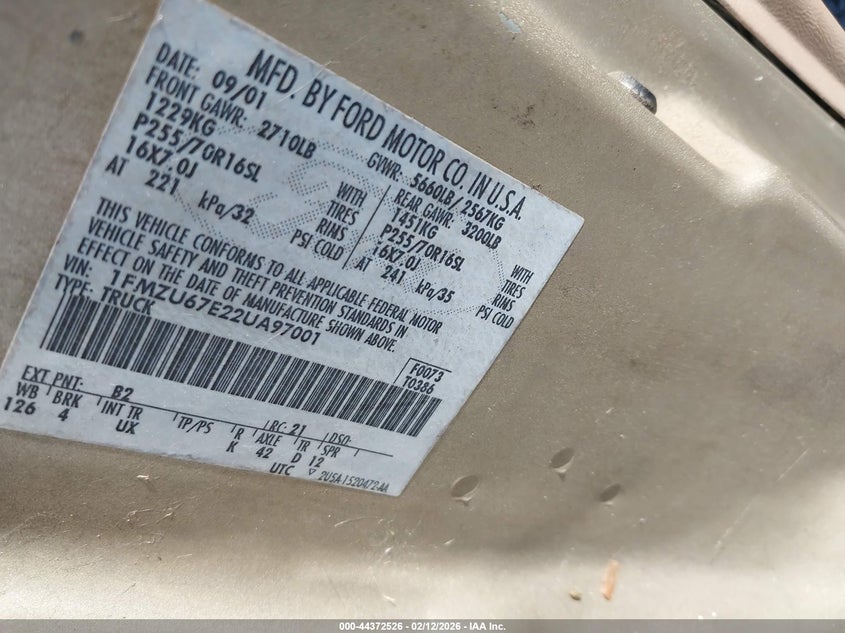 MFD. BY FORD MOTOR CO. IN U.S.A.
DATE: 09/01 GVWR: 5660LB/ 2567KG
FRONT GAWR: 2710LB REAR GAWR: 3200LB
1229KG WITH 1451KG WITH
P255/70R16SL TIRES P255/70R16SL TIRES
16X7.0J RIMS 16X7.0J RIMS
AT 221 kPa/32 PSI COLD AT 241 kPa/35 PSI COLD
THIS VEHICLE CONFORMS TO ALL APPLICABLE FEDERAL MOTOR
VEHICLE SAFETY AND THEFT PREVENTION STANDARDS IN
EFFECT ON THE DATE OF MANUFACTURE SHOWN ABOVE.
VIN: 1FMZU67E22UA97001
TYPE: TRUCK
F0073
T0386
EXT PNT: B2 RC: 21 DSO:
WB BRK INT TR TP/PS R AXLE TR SPR
126 4 UX K 42 D 12
UTC ▽ 2U5A 1520472-AA
000-44372526 - 02/12/2026 - IAA Inc.